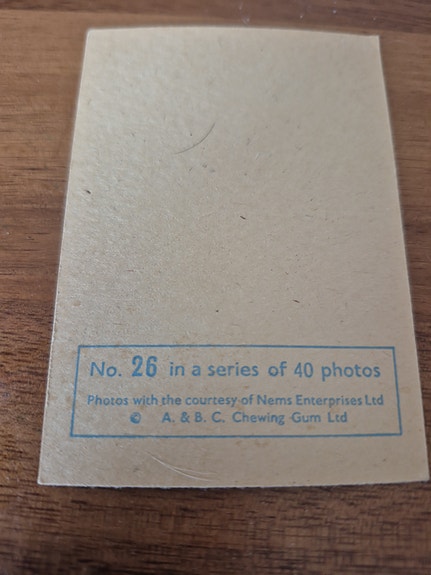 No. 26 in a series of 40 photos
Photos with the courtesy of Nems Enterprises Ltd
© A. & B. C. Chewing Gum Ltd